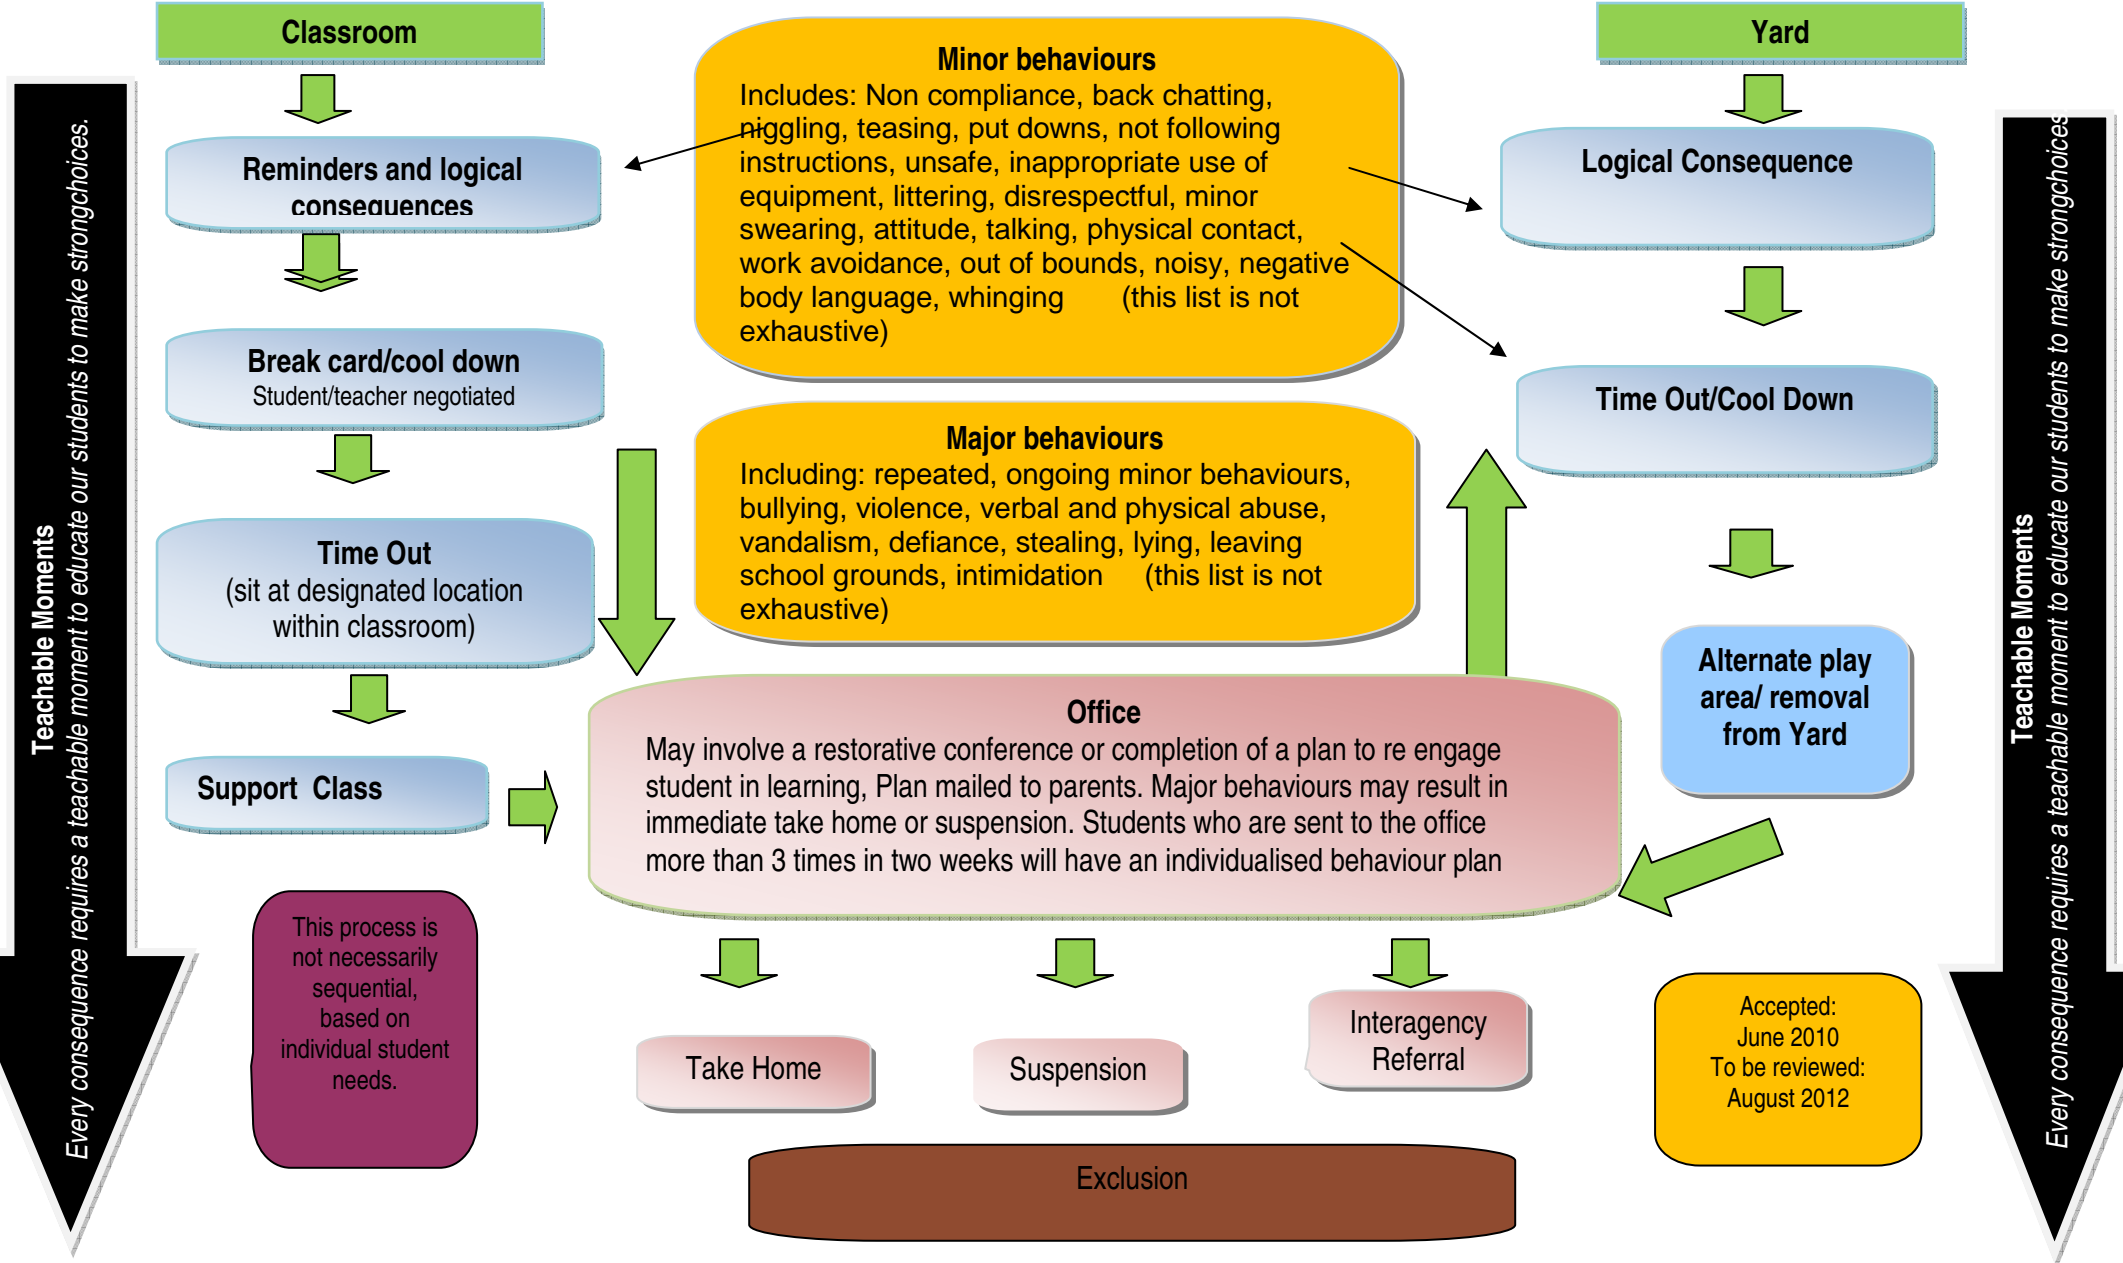 Classroom
Reminders and logical
consequences
Break card/cool down
Student/teacher negotiated
Time Out
(sit at designated location
within classroom)
Support  Class
This process is
not necessarily
sequential,
based on
individual student
needs.
Teachable Moments
Every consequence requires a teachable moment to educate our students to make strongchoices.
Minor behaviours
Includes: Non compliance, back chatting,
niggling, teasing, put downs, not following
instructions, unsafe, inappropriate use of
equipment, littering, disrespectful, minor
swearing, attitude, talking, physical contact,
work avoidance, out of bounds, noisy, negative
body language, whinging (this list is not
exhaustive)
Major behaviours
Including: repeated, ongoing minor behaviours,
bullying, violence, verbal and physical abuse,
vandalism, defiance, stealing, lying, leaving
school grounds, intimidation (this list is not
exhaustive)
Office
May involve a restorative conference or completion of a plan to re engage
student in learning, Plan mailed to parents. Major behaviours may result in
immediate take home or suspension. Students who are sent to the office
more than 3 times in two weeks will have an individualised behaviour plan
Take Home
Suspension
Interagency
Referral
Exclusion
Yard
Logical Consequence
Time Out/Cool Down
Alternate play
area/ removal
from Yard
Accepted:
June 2010
To be reviewed:
August 2012
Teachable Moments
Every consequence requires a teachable moment to educate our students to make strongchoices